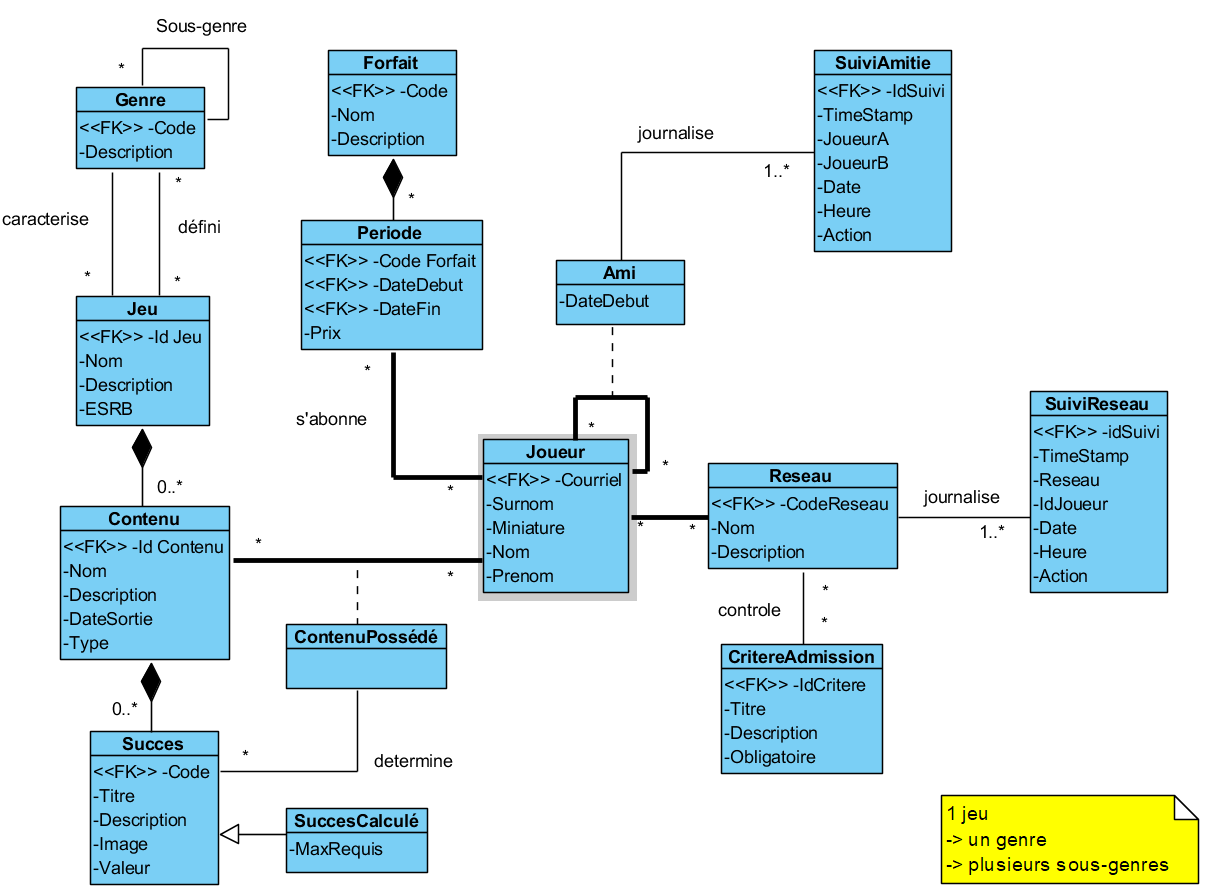 Sous-genre
*
Genre
<<FK>> -Code
-Description
*
caracterise
défini
*
*
Jeu
<<FK>> -Id Jeu
-Nom
-Description
-ESRB
0..*
Contenu
<<FK>> -Id Contenu
-Nom
-Description
-DateSortie
-Type
0..*
Succes
<<FK>> -Code
-Titre
-Description
-Image
-Valeur
Forfait
<<FK>> -Code
-Nom
-Description
*
Periode
<<FK>> -Code Forfait
<<FK>> -DateDebut
<<FK>> -DateFin
-Prix
*
s'abonne
*
*
*
ContenuPossédé
*
determine
SuccesCalculé
-MaxRequis
SuiviAmitie
<<FK>> -IdSuivi
-TimeStamp
-JoueurA
-JoueurB
-Date
-Heure
-Action
journalise
1..*
Ami
-DateDebut
*
*
Joueur
<<FK>> -Courriel
-Surnom
-Miniature
-Nom
-Prenom
*
*
Reseau
<<FK>> -CodeReseau
-Nom
-Description
journalise
1..*
SuiviReseau
<<FK>> -idSuivi
-TimeStamp
-Reseau
-IdJoueur
-Date
-Heure
-Action
*
controle
*
CritereAdmission
<<FK>> -IdCritere
-Titre
-Description
-Obligatoire
1 jeu
-> un genre
-> plusieurs sous-genres